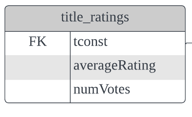 title_ratings
FK tconst
averageRating
numVotes